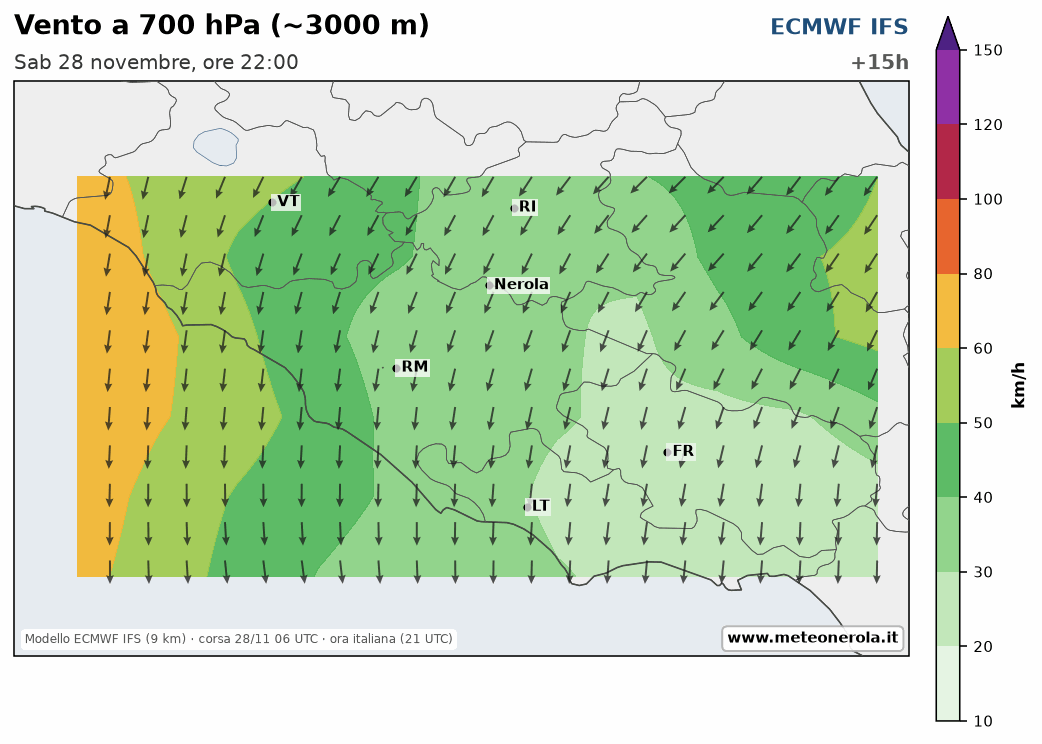 Vento a 700 hPa (~3000 m)
ECMWF IFS
Sab 28 novembre, ore 22:00
+15h
VT
RI
Nerola
RM
FR
LT
150
120
100
80
60
50
40
30
20
10
km/h
Modello ECMWF IFS (9 km) · corsa 28/11 06 UTC · ora italiana (21 UTC)
www.meteonerola.it